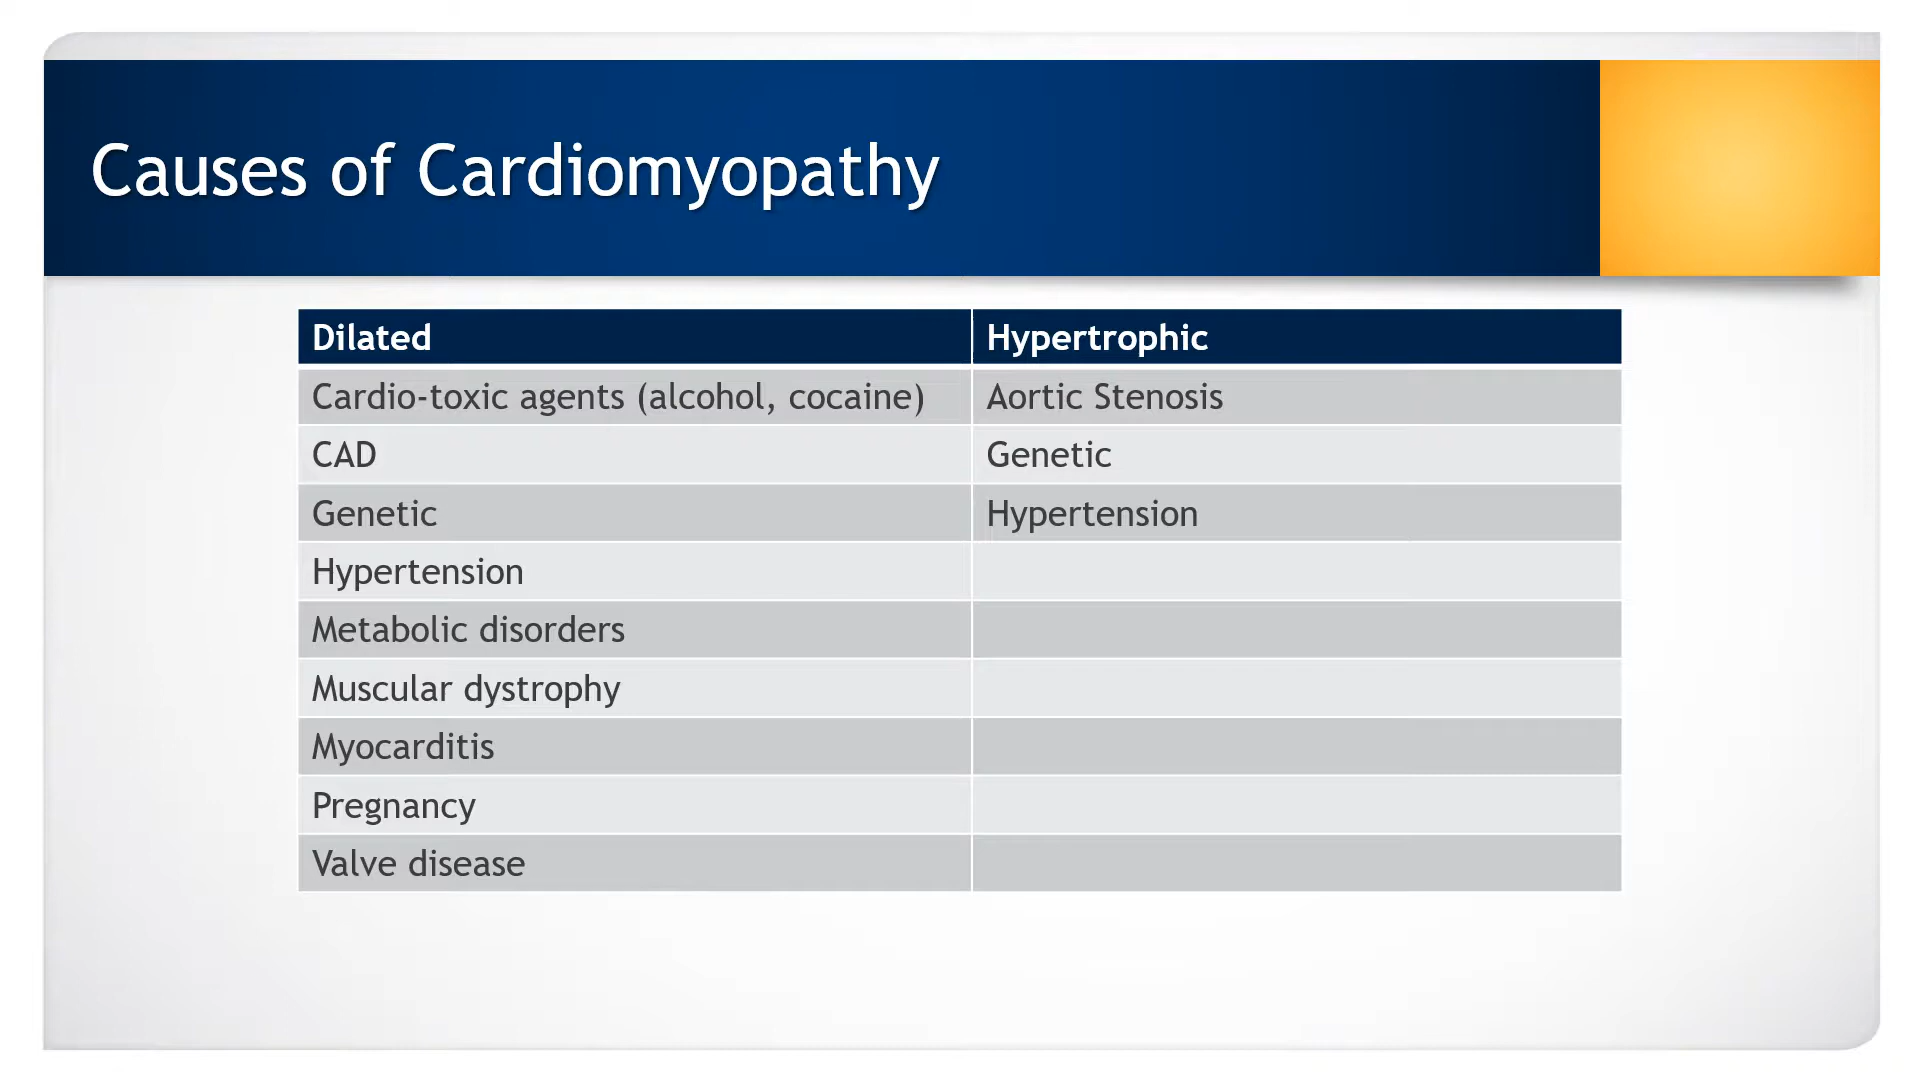 Causes of Cardiomyopathy
Dilated Hypertrophic
Cardio-toxic agents (alcohol, cocaine) Aortic Stenosis
CAD Genetic
Genetic Hypertension
Hypertension
Metabolic disorders
Muscular dystrophy
Myocarditis
Pregnancy
Valve disease